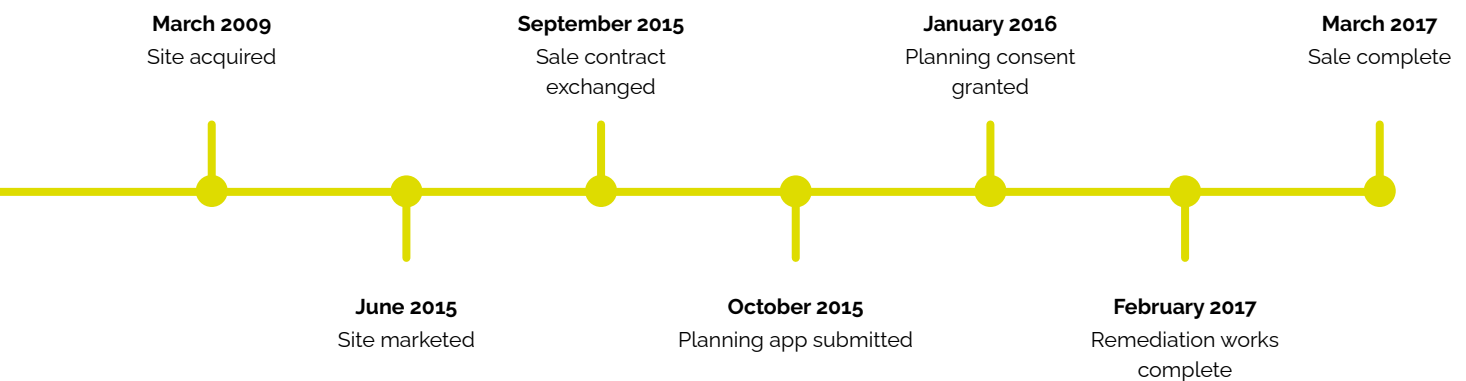 March 2009
Site acquired
June 2015
Site marketed
September 2015
Sale contract
exchanged
October 2015
Planning app submitted
January 2016
Planning consent
granted
February 2017
Remediation works
complete
March 2017
Sale complete